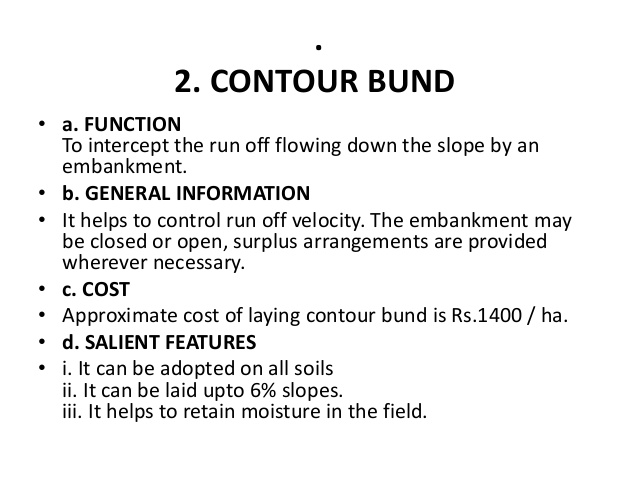 .
2. CONTOUR BUND
• a. FUNCTION
To intercept the run off flowing down the slope by an
embankment.
• b. GENERAL INFORMATION
• It helps to control run off velocity. The embankment may
be closed or open, surplus arrangements are provided
wherever necessary.
• c. COST
• Approximate cost of laying contour bund is Rs.1400 / ha.
• d. SALIENT FEATURES
• i. It can be adopted on all soils
ii. It can be laid upto 6% slopes.
iii. It helps to retain moisture in the field.